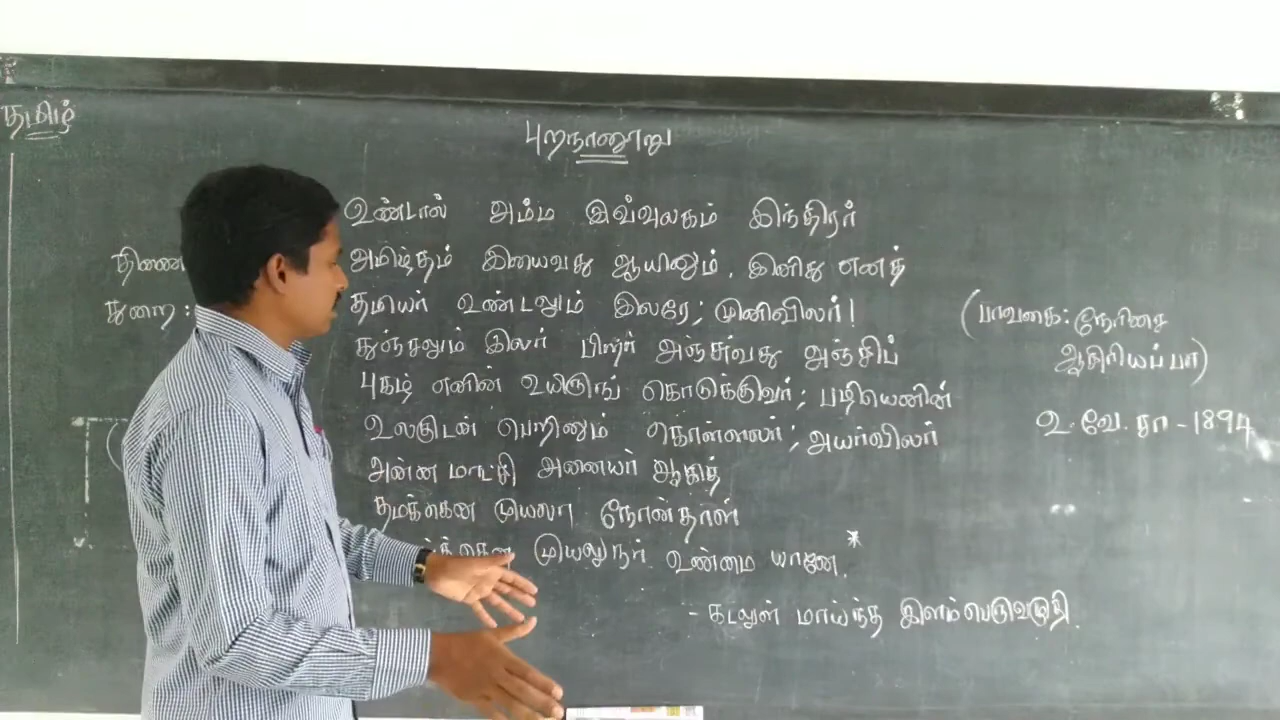 தமிழ்
புறநானூறு
உண்டால் அம்ம இவ்வுலகம் இந்திரர்
திணை
அமிழ்தம் இயைவது ஆயினும், இனிது எனத்
துறை :
தமியர் உண்டலும் இலரே; முனிவிலர்!
துஞ்சலும் இலர் பிறர் அஞ்சுவது அஞ்சிப்
புகழ் எனின் உயிருங் கொடுக்குவர்; பழியெனின்
உலகுடன் பெறினும் கொள்ளலர்; அயர்விலர்
அன்ன மாட்சி அனையர் ஆகித்
தமக்கென முயலா நோன்தாள்
முயலுநர் உண்மை யானே.*
- கடலுள் மாய்ந்த இளம்பெருவழுதி.
(பாவகை: நேரிசை
ஆசிரியப்பா)
உ.வே.சா - 1894